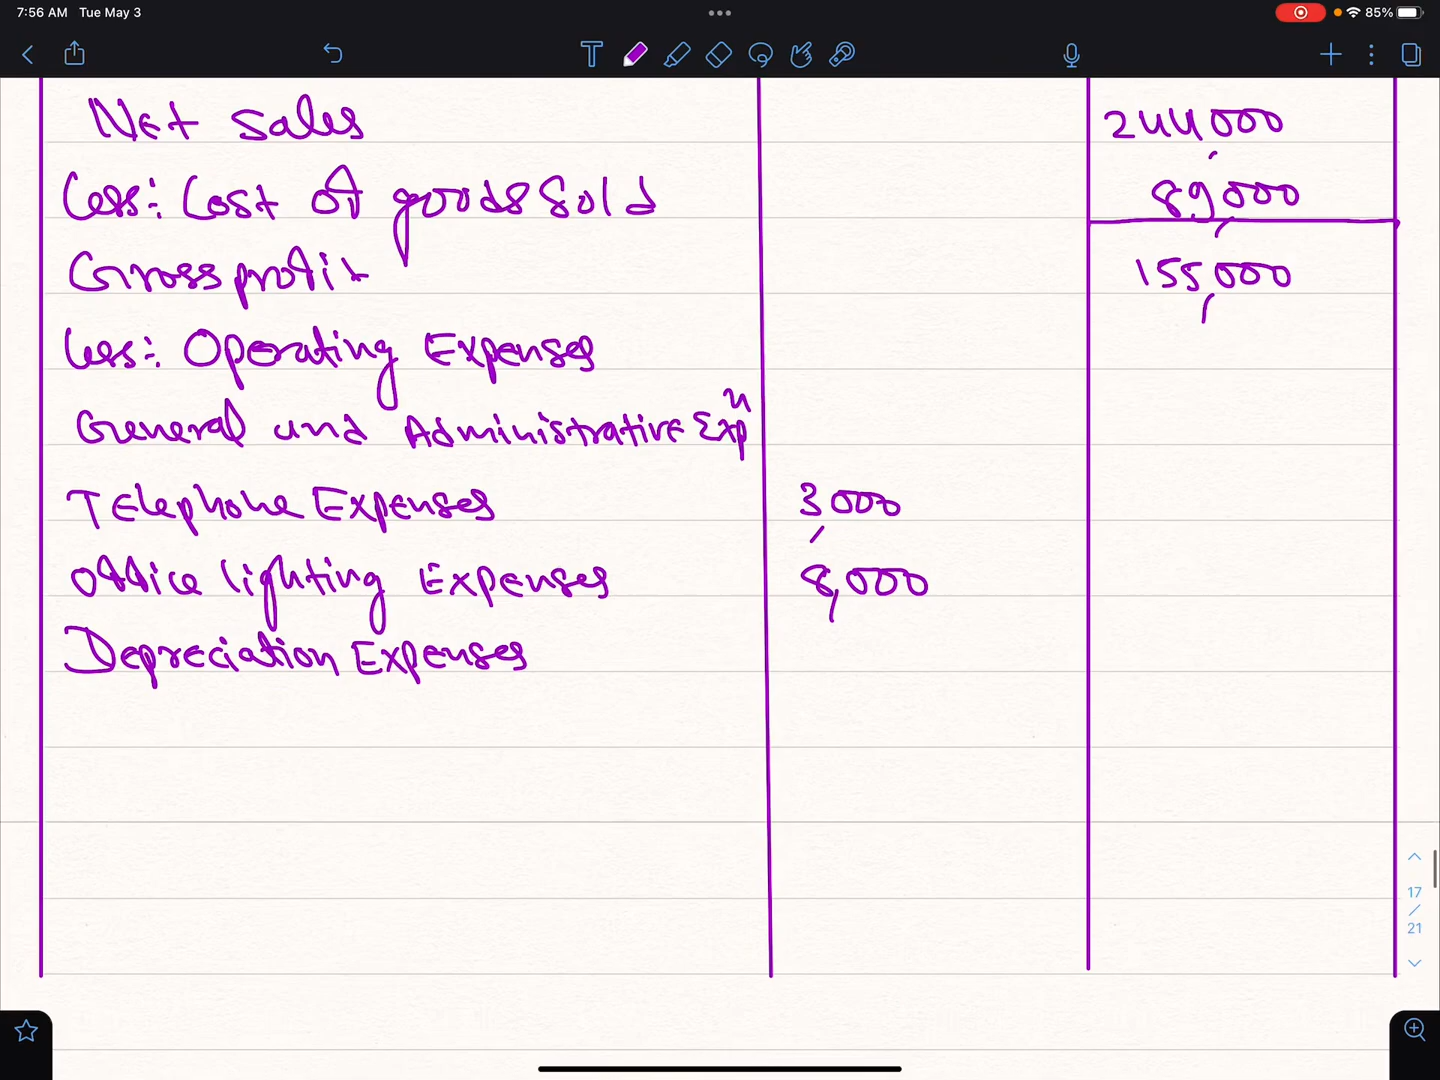 7:56 AM Tue May 3
85%
T
Net Sales 244,000
Less: Cost of goods Sold 89,000
Gross profit 155,000
Less: Operating Expenses
General and Administrative Expn
Telephone Expenses 3,000
Office lighting Expenses 8,000
Depreciation Expenses
17
/
21